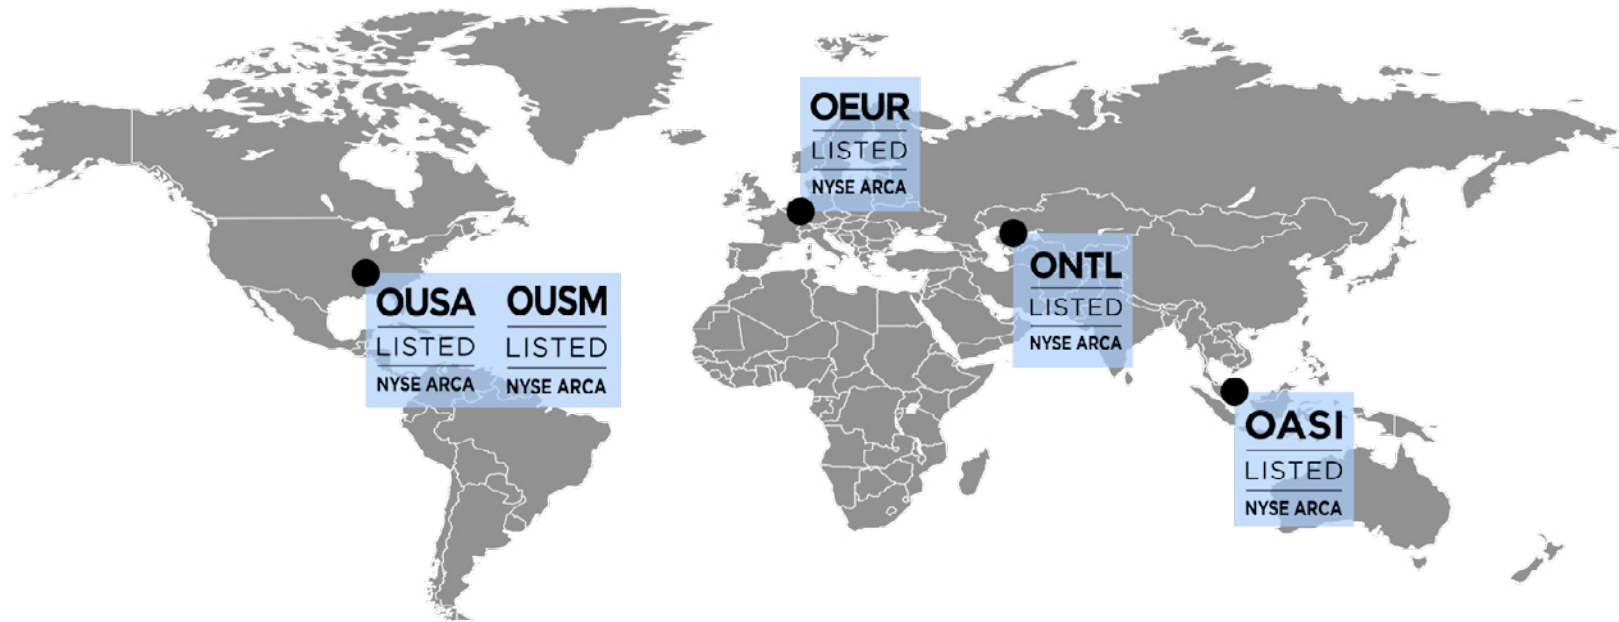 OEUR
LISTED
NYSE ARCA
ONTL
LISTED
NYSE ARCA
OUSA
LISTED
NYSE ARCA
OUSM
LISTED
NYSE ARCA
OASI
LISTED
NYSE ARCA